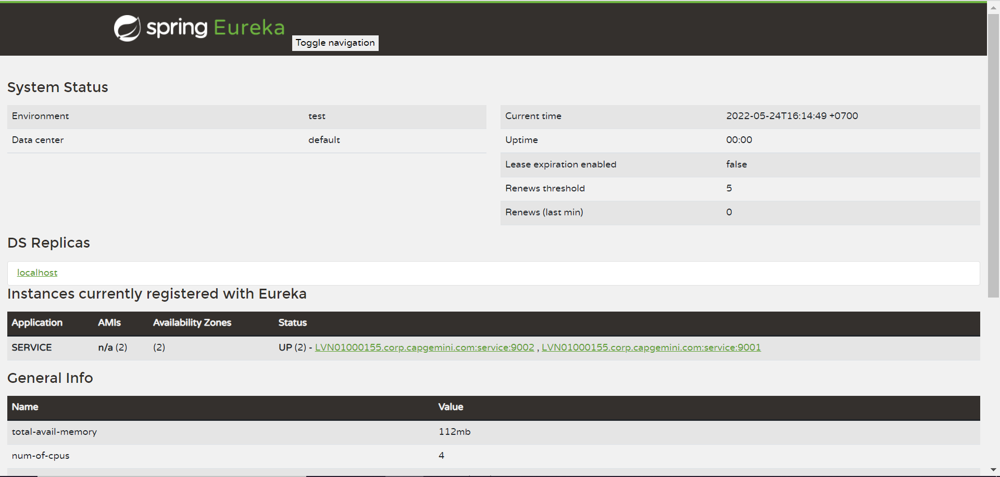 spring Eureka
Toggle navigation
System Status
Environment test
Data center default
Current time 2022-05-24T16:14:49 +0700
Uptime 00:00
Lease expiration enabled false
Renews threshold 5
Renews (last min) 0
DS Replicas
localhost
Instances currently registered with Eureka
Application AMIs Availability Zones Status
SERVICE n/a (2) (2) UP (2) - LVN01000155.corp.capgemini.com:service:9002 , LVN01000155.corp.capgemini.com:service:9001
General Info
Name Value
total-avail-memory 112mb
num-of-cpus 4